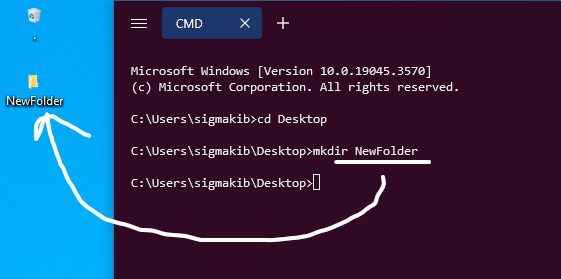 NewFolder
CMD
Microsoft Windows [Version 10.0.19045.3570]
(c) Microsoft Corporation. All rights reserved.
C:\Users\sigmakib>cd Desktop
C:\Users\sigmakib\Desktop>mkdir NewFolder
C:\Users\sigmakib\Desktop>